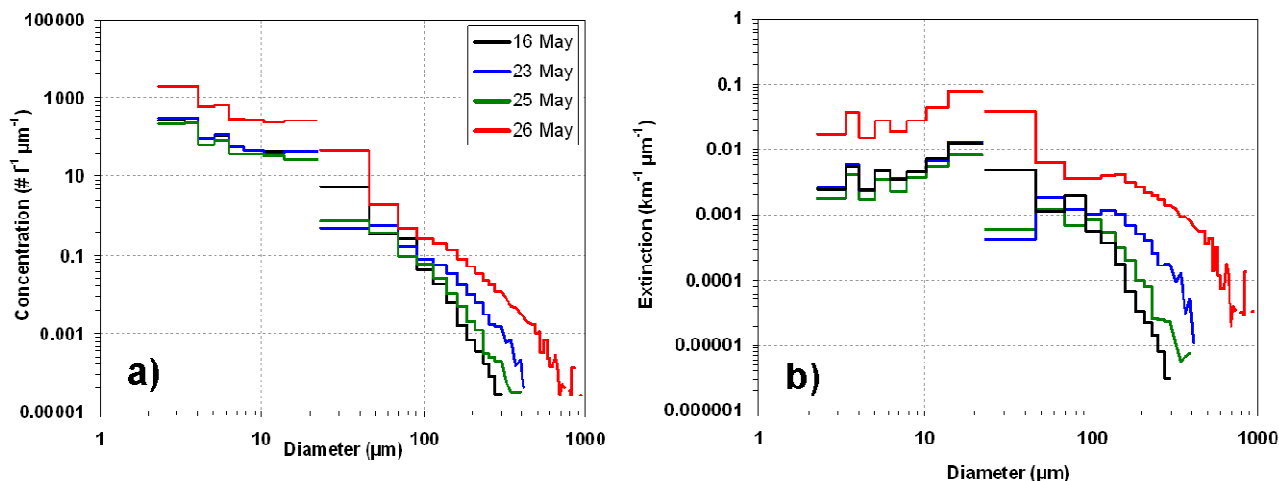 100000
1000
10
0.1
0.001
0.00001
Concentration (# l⁻¹ µm⁻¹)
16 May
23 May
25 May
26 May
a)
1 10 100 1000
Diameter (µm)
1
0.1
0.01
0.001
0.0001
0.00001
0.000001
Extinction (km⁻¹ µm⁻¹)
b)
1 10 100 1000
Diameter (µm)